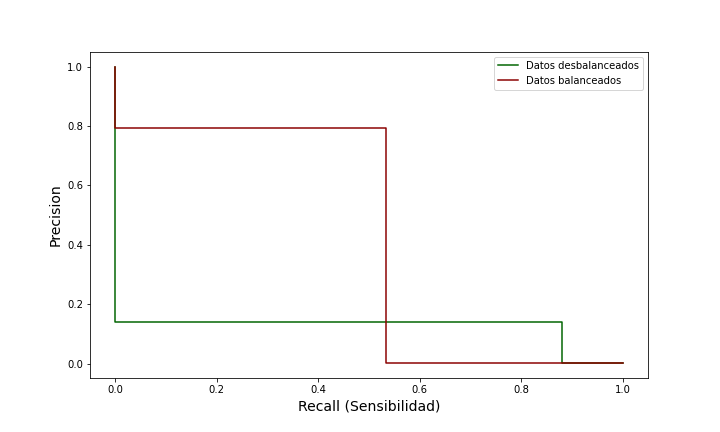 Datos desbalanceados
Datos balanceados
1.0
0.8
0.6
0.4
0.2
0.0
Precision
0.0 0.2 0.4 0.6 0.8 1.0
Recall (Sensibilidad)